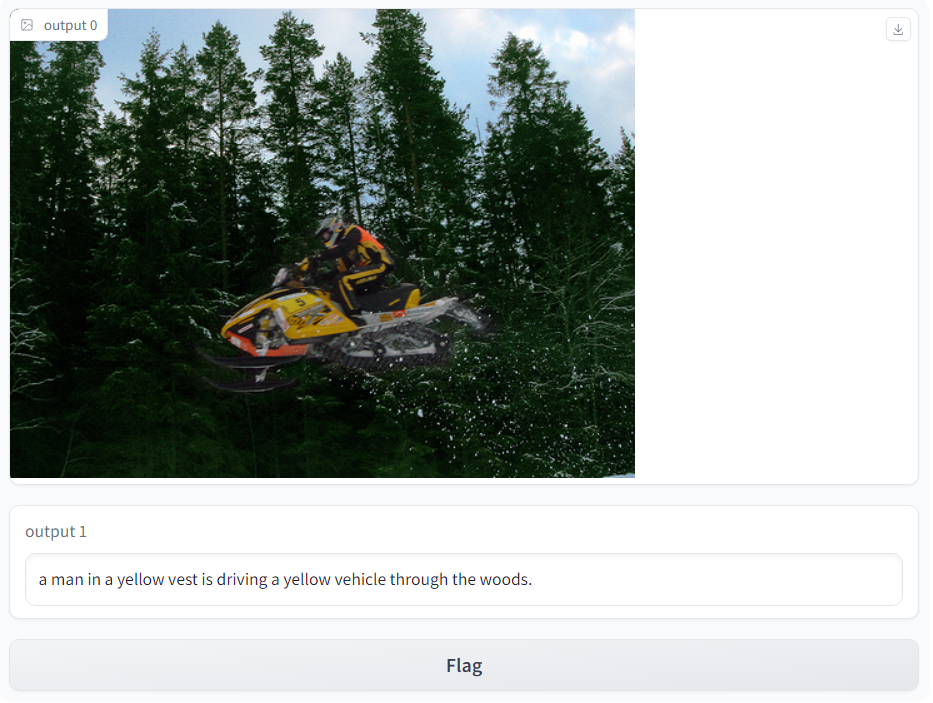 output 0
5
output 1
a man in a yellow vest is driving a yellow vehicle through the woods.
Flag